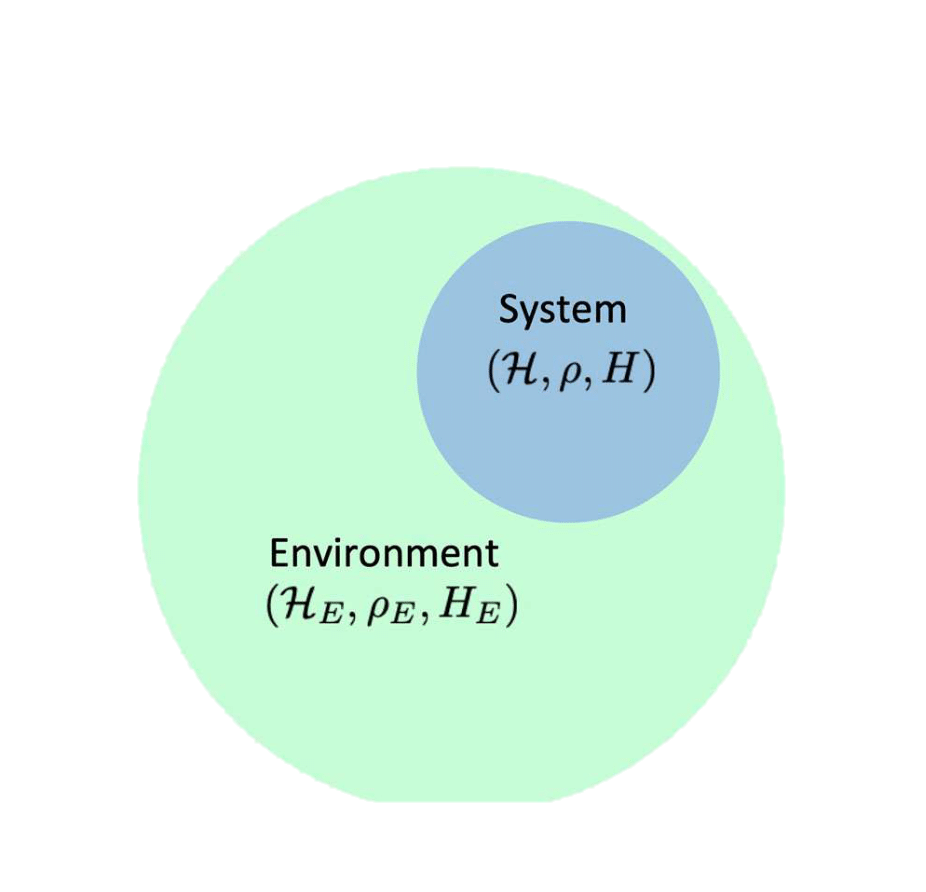 System
(ℋ, ρ, H)
Environment
(ℋ_E, ρ_E, H_E)